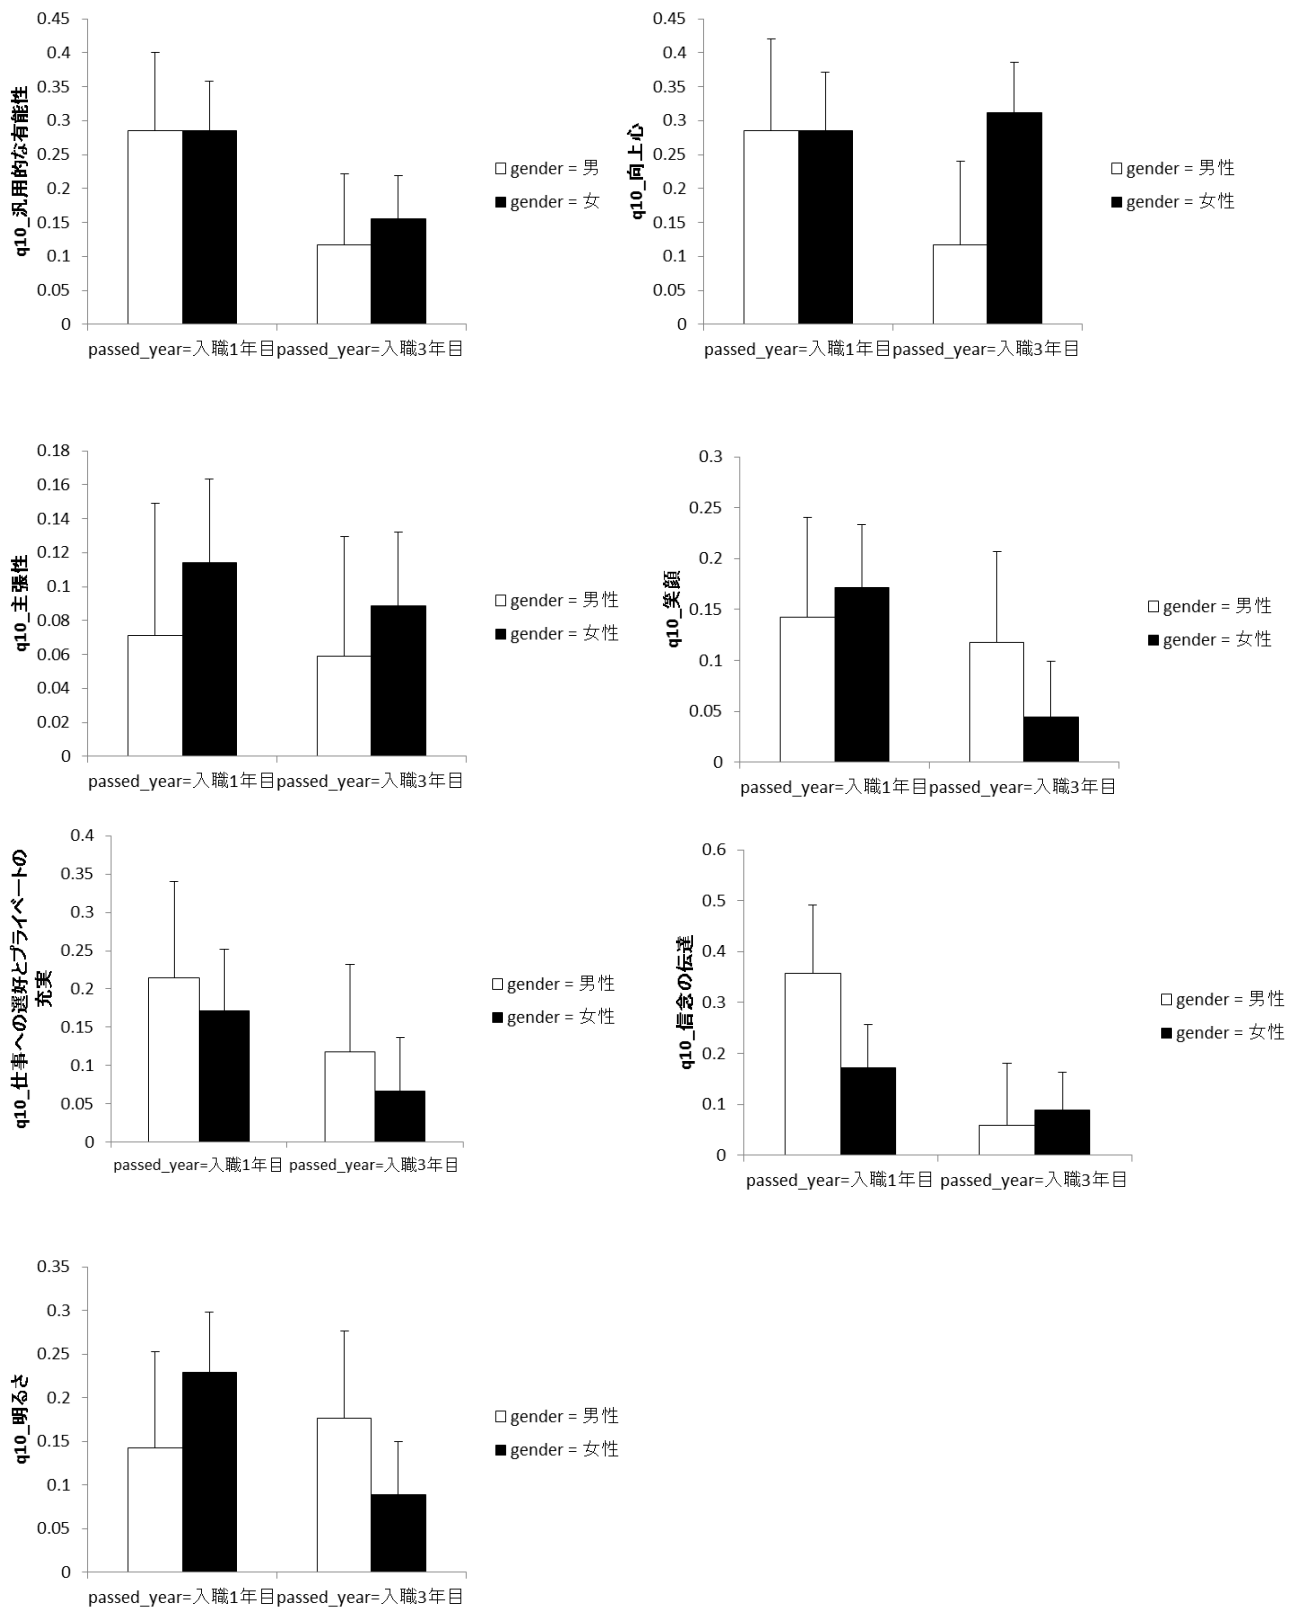 q10_汎用的な有能性
0.45
0.4
0.35
0.3
0.25
0.2
0.15
0.1
0.05
0
passed_year=入職1年目
passed_year=入職3年目
gender = 男
gender = 女
q10_向上心
0.45
0.4
0.35
0.3
0.25
0.2
0.15
0.1
0.05
0
passed_year=入職1年目
passed_year=入職3年目
gender = 男性
gender = 女性
q10_主張性
0.18
0.16
0.14
0.12
0.1
0.08
0.06
0.04
0.02
0
passed_year=入職1年目
passed_year=入職3年目
gender = 男性
gender = 女性
q10_笑顔
0.3
0.25
0.2
0.15
0.1
0.05
0
passed_year=入職1年目
passed_year=入職3年目
gender = 男性
gender = 女性
q10_仕事への選好とプライベートの
充実
0.4
0.35
0.3
0.25
0.2
0.15
0.1
0.05
0
passed_year=入職1年目
passed_year=入職3年目
gender = 男性
gender = 女性
q10_信念の伝達
0.6
0.5
0.4
0.3
0.2
0.1
0
passed_year=入職1年目
passed_year=入職3年目
gender = 男性
gender = 女性
q10_明るさ
0.35
0.3
0.25
0.2
0.15
0.1
0.05
0
passed_year=入職1年目
passed_year=入職3年目
gender = 男性
gender = 女性